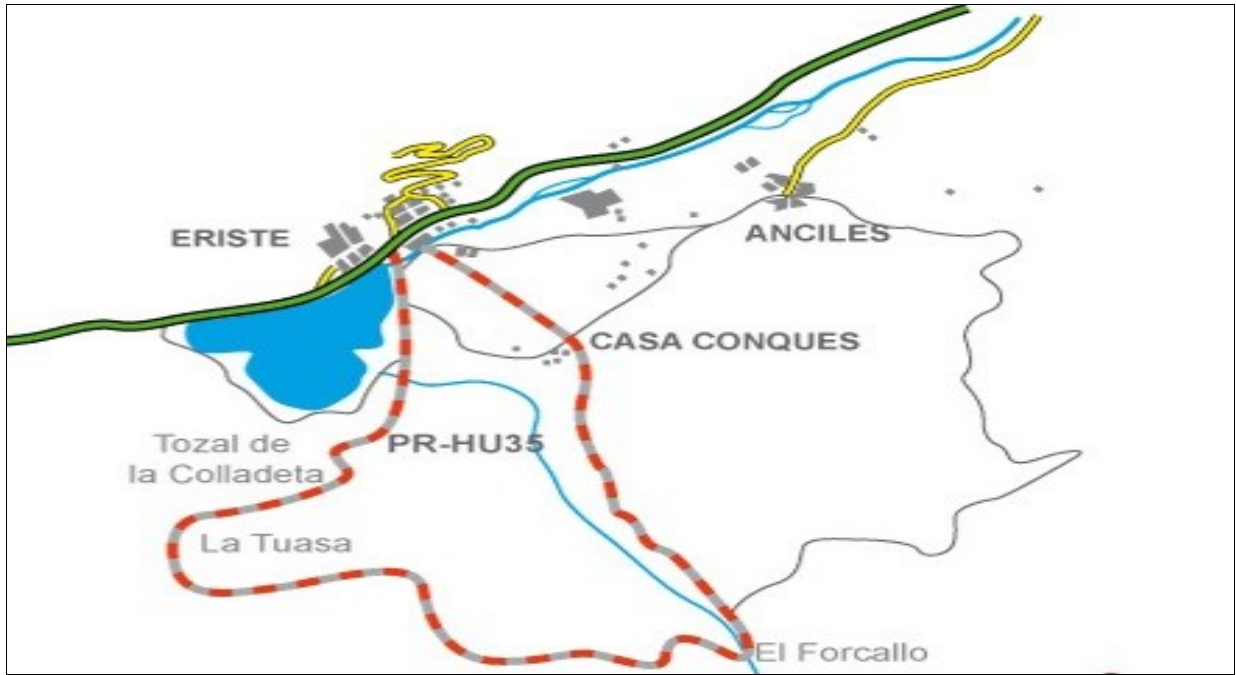 ERISTE
ANCILES
CASA CONQUES
Tozal de
la Colladeta
PR-HU35
La Tuasa
El Forcallo